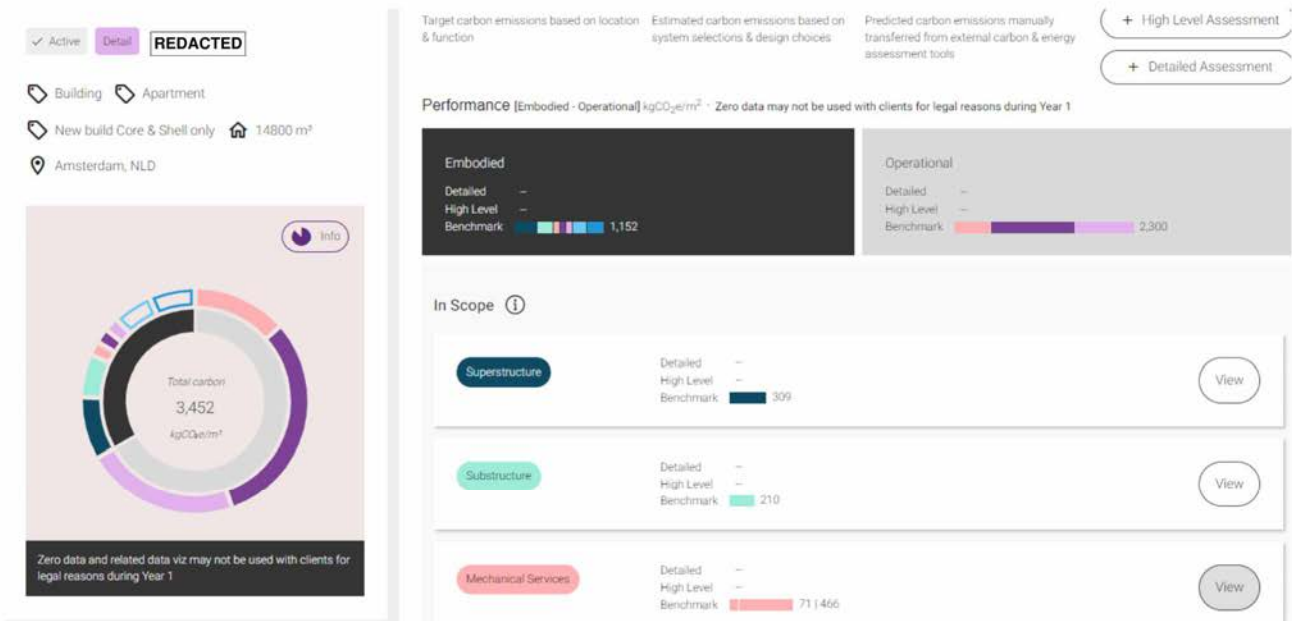 Active Detail REDACTED
Building Apartment
New build Core & Shell only 14800 m²
Amsterdam, NLD
Info
Total carbon
3,452
kgCO₂e/m²
Zero data and related data viz may not be used with clients for
legal reasons during Year 1
Target carbon emissions based on location
& function
Estimated carbon emissions based on
system selections & design choices
Predicted carbon emissions manually
transferred from external carbon & energy
assessment tools
+ High Level Assessment
+ Detailed Assessment
Performance [Embodied - Operational] kgCO₂e/m² · Zero data may not be used with clients for legal reasons during Year 1
Embodied
Detailed –
High Level –
Benchmark 1,152
Operational
Detailed –
High Level –
Benchmark 2,300
In Scope
Superstructure
Detailed –
High Level –
Benchmark 309
View
Substructure
Detailed –
High Level –
Benchmark 210
View
Mechanical Services
Detailed –
High Level –
Benchmark 71 | 466
View